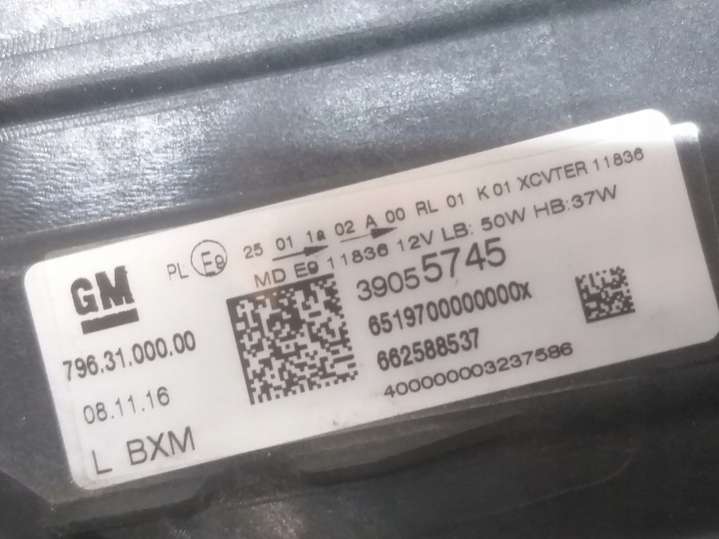 PL E9 25 01 1a 02 A 00 RL 01 K 01 XCVTER 11836
MD E9 11836 12V LB: 50W HB:37W
GM
39055745
6519700000000X
796.31.000.00
662588537
08.11.16
400000003237586
L BXM